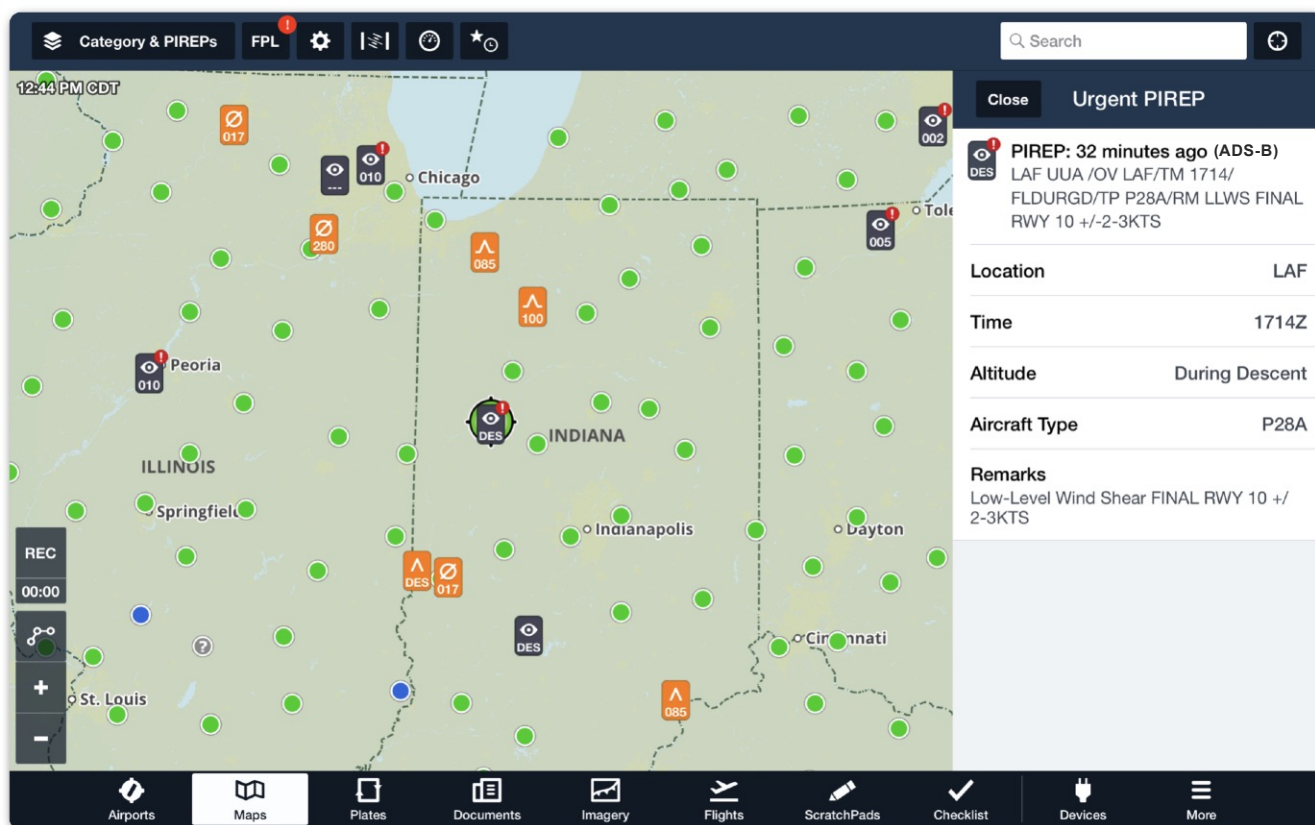 Category & PIREPs
FPL
!
Search
12:44 PM CDT
Close
Urgent PIREP
PIREP: 32 minutes ago (ADS-B)
!
DES
LAF UUA /OV LAF/TM 1714/
FLDURGD/TP P28A/RM LLWS FINAL
RWY 10 +/-2-3KTS
Location
LAF
Time
1714Z
Altitude
During Descent
Aircraft Type
P28A
Remarks
Low-Level Wind Shear FINAL RWY 10 +/
2-3KTS
017
!
002
---
!
010
Chicago
280
085
!
005
Tole
100
!
010
Peoria
!
DES
INDIANA
ILLINOIS
Springfield
Indianapolis
Dayton
REC
00:00
DES
017
DES
?
Cincinnati
+
St. Louis
085
−
Airports
Maps
Plates
Documents
Imagery
Flights
ScratchPads
Checklist
Devices
More